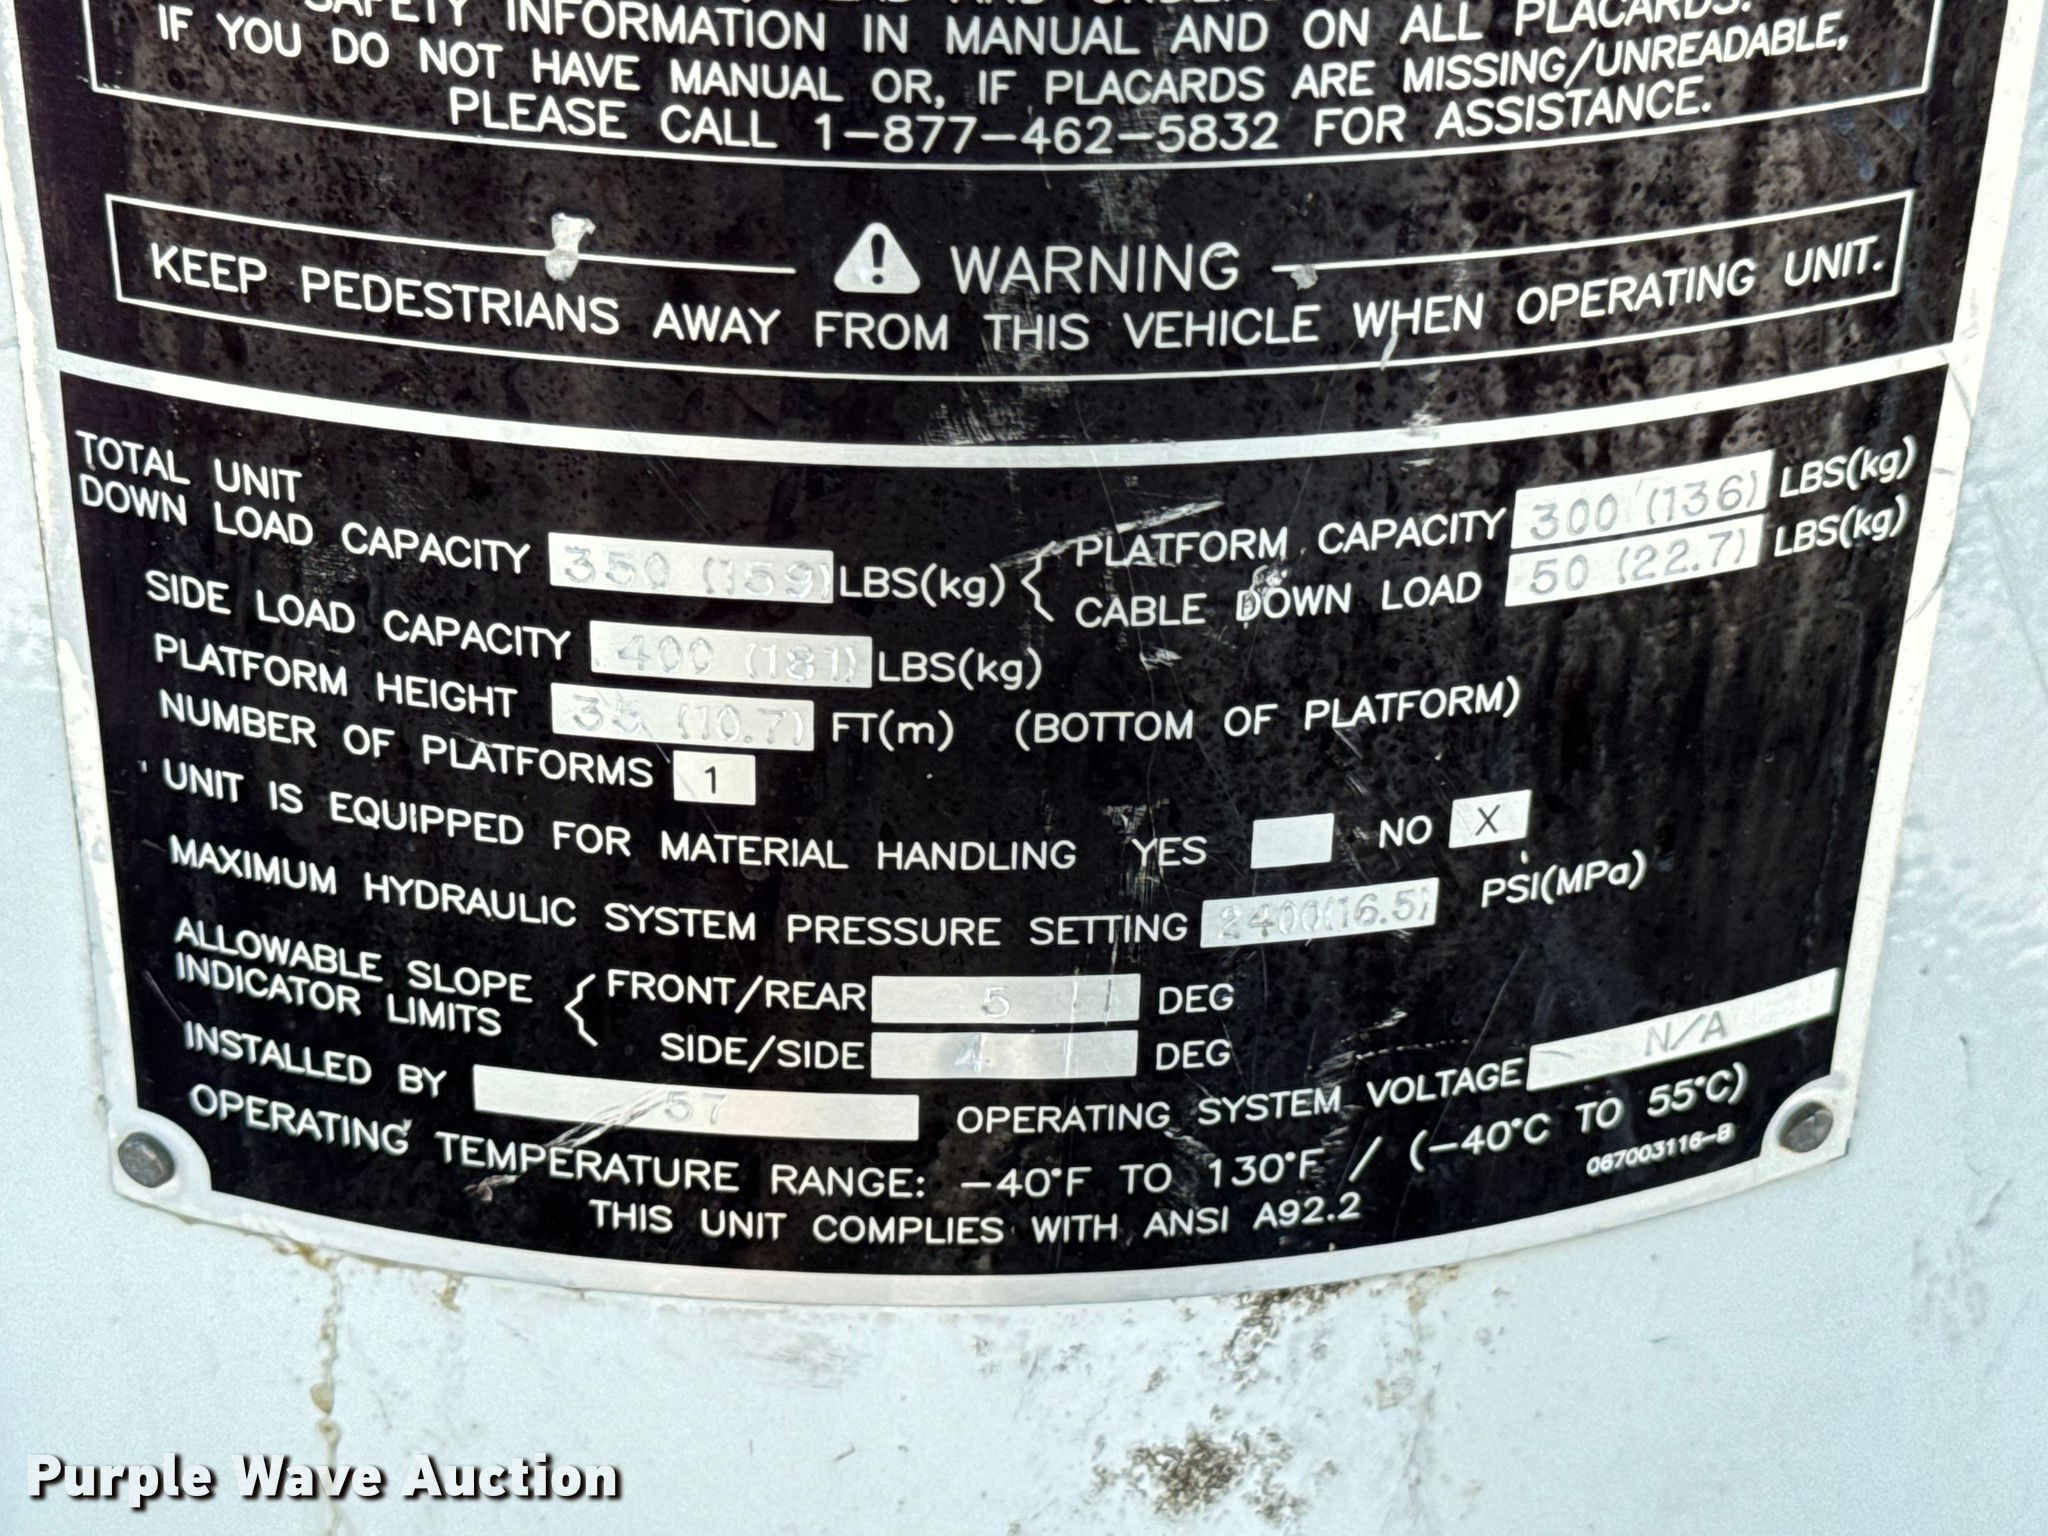 SAFETY INFORMATION IN MANUAL AND ON ALL PLACARDS.
IF YOU DO NOT HAVE MANUAL OR, IF PLACARDS ARE MISSING/UNREADABLE,
PLEASE CALL 1-877-462-5832 FOR ASSISTANCE.
WARNING
KEEP PEDESTRIANS AWAY FROM THIS VEHICLE WHEN OPERATING UNIT.
TOTAL UNIT
DOWN LOAD CAPACITY 350 (159) LBS(kg)
PLATFORM CAPACITY 300 (136) LBS(kg)
CABLE DOWN LOAD 50 (22.7) LBS(kg)
SIDE LOAD CAPACITY 400 (181) LBS(kg)
PLATFORM HEIGHT 35 (10.7) FT(m) (BOTTOM OF PLATFORM)
NUMBER OF PLATFORMS 1
UNIT IS EQUIPPED FOR MATERIAL HANDLING YES NO X
MAXIMUM HYDRAULIC SYSTEM PRESSURE SETTING 2400(16.5) PSI(MPa)
ALLOWABLE SLOPE
INDICATOR LIMITS
FRONT/REAR 5 DEG
SIDE/SIDE 4 DEG
INSTALLED BY 57 OPERATING SYSTEM VOLTAGE N/A
OPERATING TEMPERATURE RANGE: -40°F TO 130°F / (-40°C TO 55°C)
067003116-B
THIS UNIT COMPLIES WITH ANSI A92.2
Purple Wave Auction